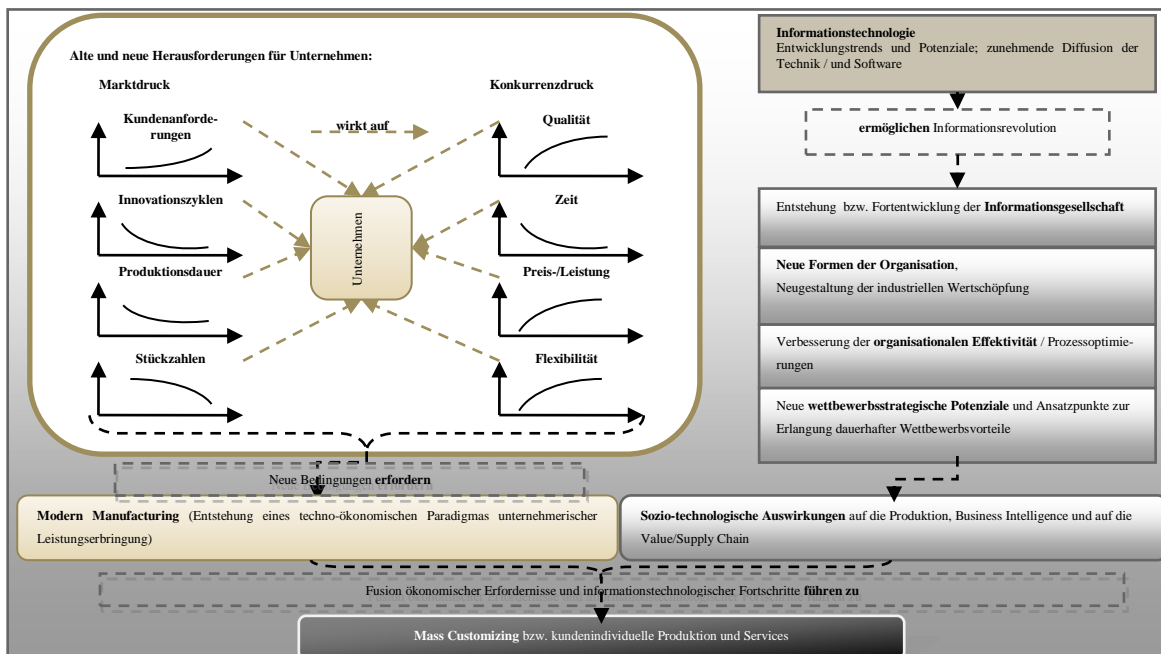 Alte und neue Herausforderungen für Unternehmen:
Marktdruck
Konkurrenzdruck
Kundenanforde-
rungen
wirkt auf
Qualität
Innovationszyklen
Zeit
Unternehmen
Produktionsdauer
Preis-/Leistung
Stückzahlen
Flexibilität
Neue Bedingungen erfordern
Modern Manufacturing (Entstehung eines techno-ökonomischen Paradigmas unternehmerischer
Leistungserbringung)
Informationstechnologie
Entwicklungstrends und Potenziale; zunehmende Diffusion der
Technik / und Software
ermöglichen Informationsrevolution
Entstehung bzw. Fortentwicklung der Informationsgesellschaft
Neue Formen der Organisation,
Neugestaltung der industriellen Wertschöpfung
Verbesserung der organisationalen Effektivität / Prozessoptimie-
rungen
Neue wettbewerbsstrategische Potenziale und Ansatzpunkte zur
Erlangung dauerhafter Wettbewerbsvorteile
Sozio-technologische Auswirkungen auf die Produktion, Business Intelligence und auf die
Value/Supply Chain
Fusion ökonomischer Erfordernisse und informationstechnologischer Fortschritte führen zu
Mass Customizing bzw. kundenindividuelle Produktion und Services